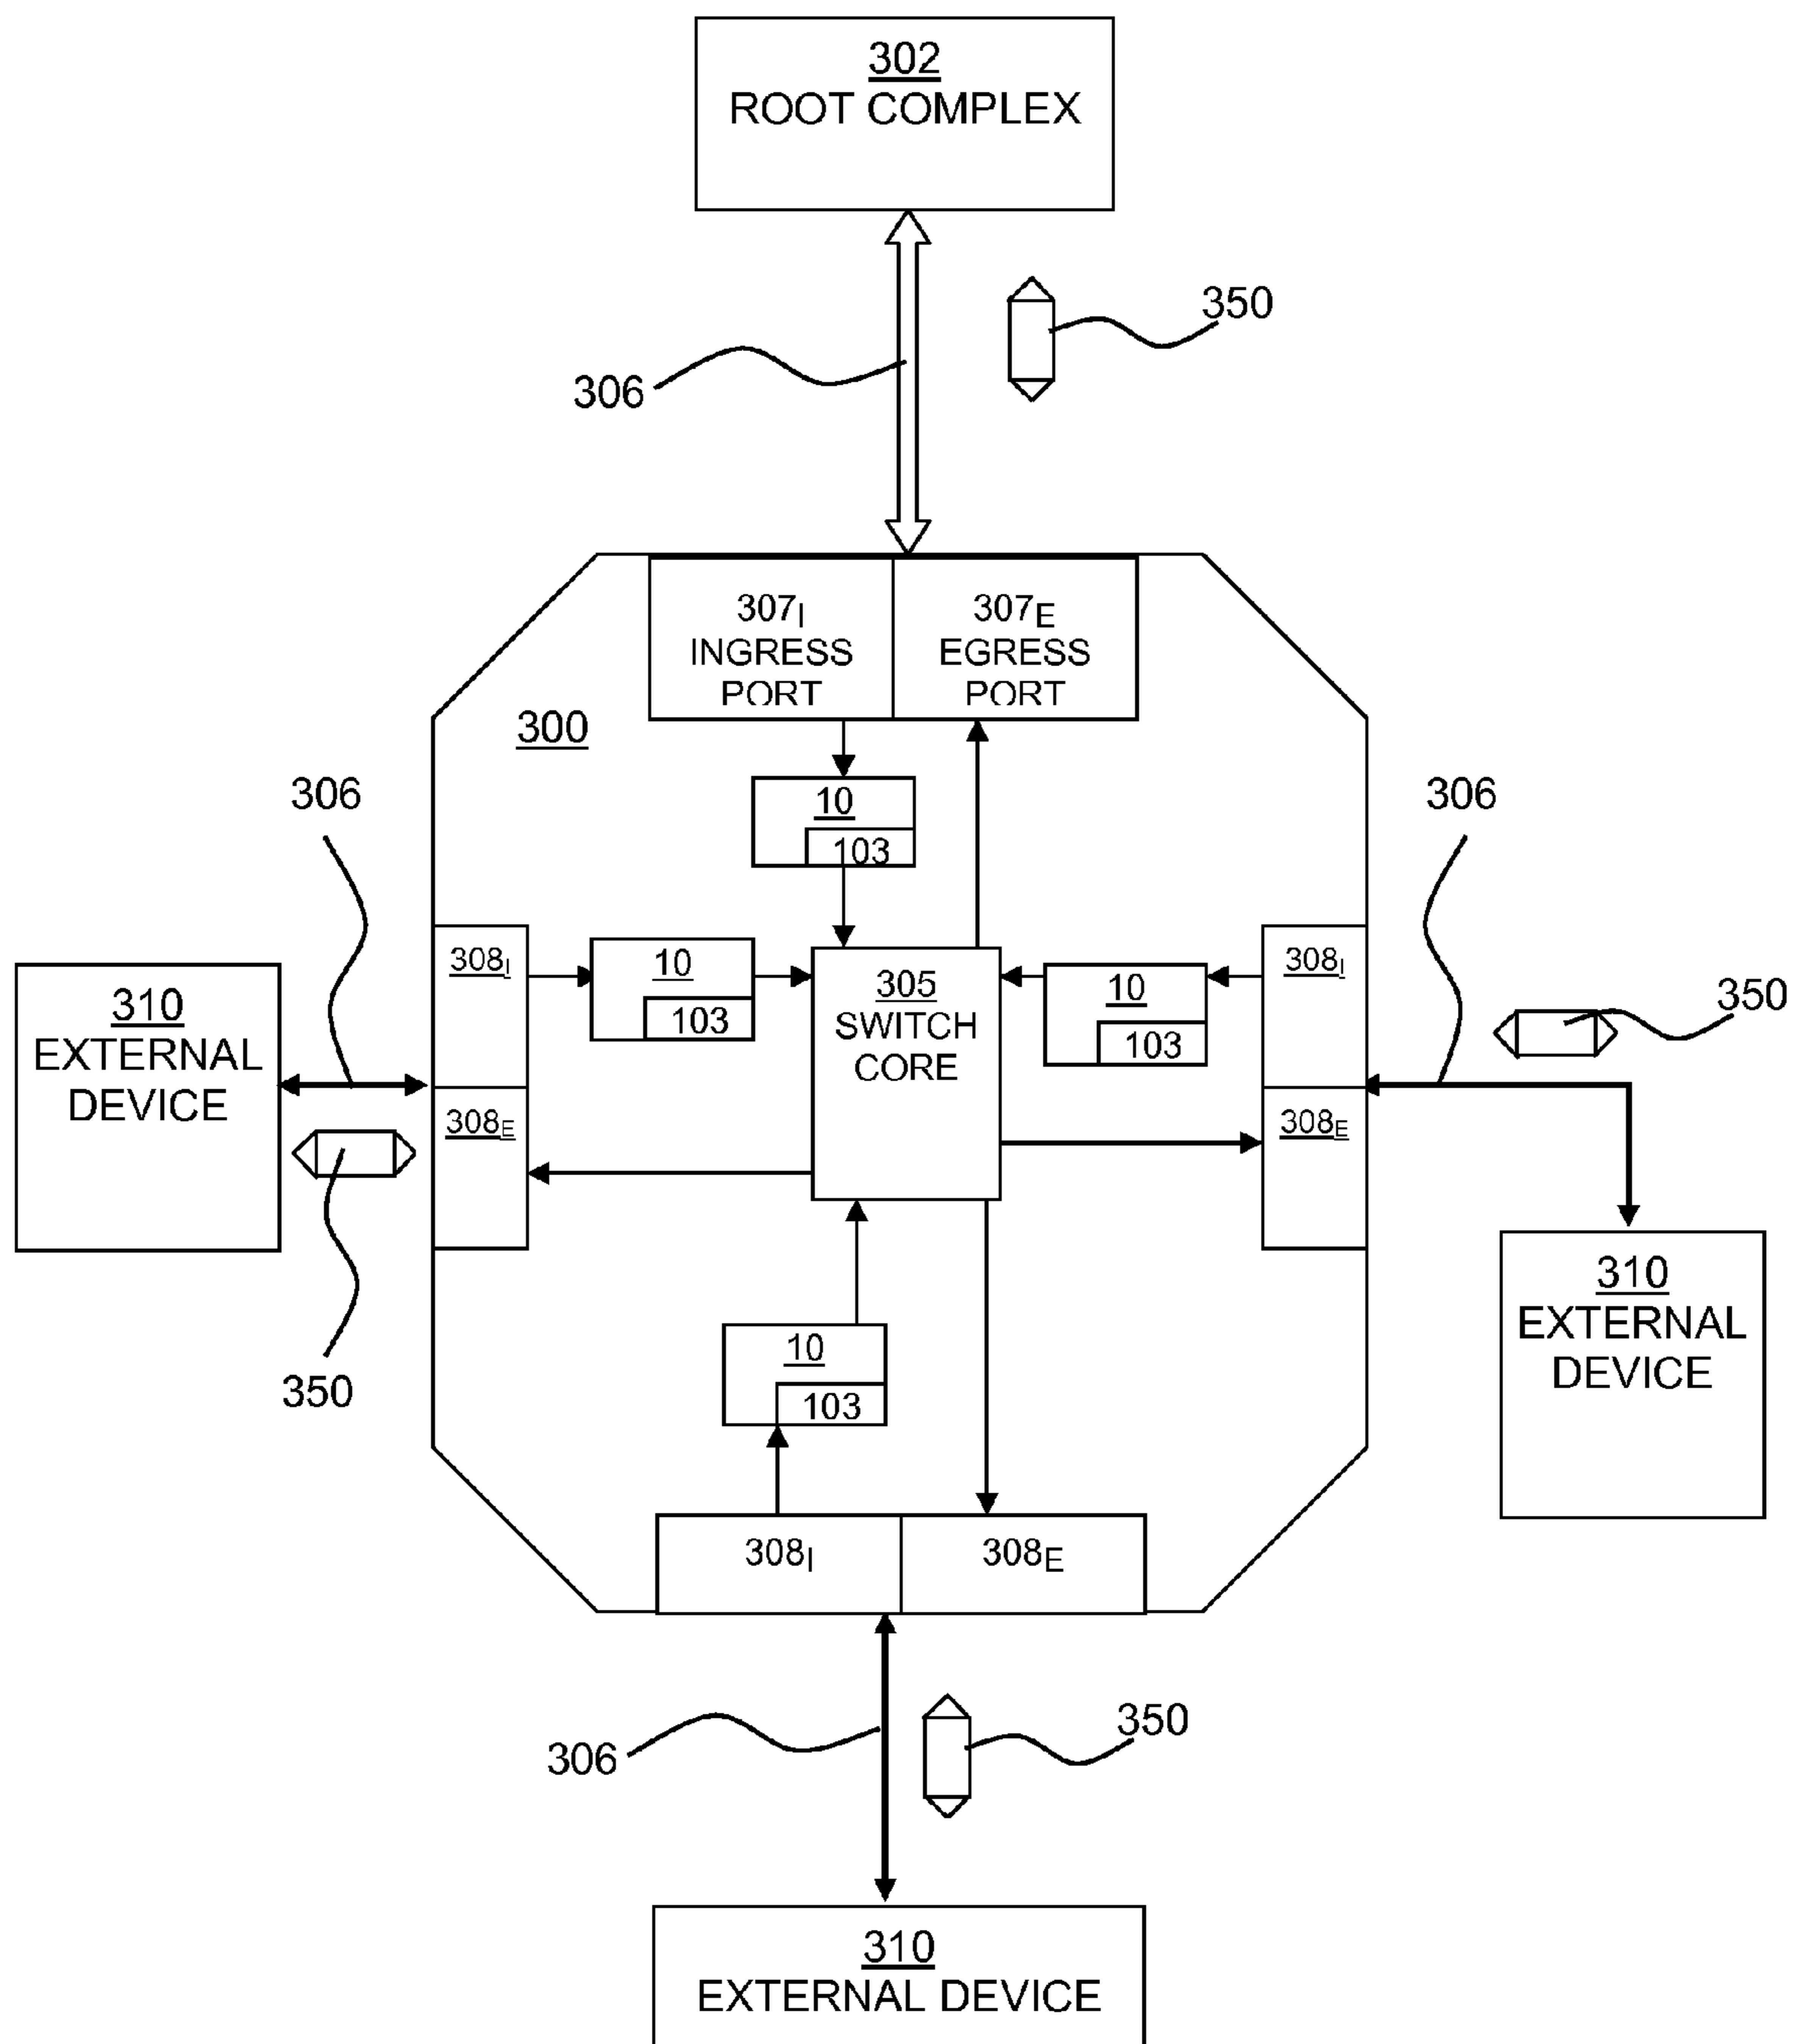 302
ROOT COMPLEX
350
306
307I
INGRESS
PORT
307E
EGRESS
PORT
300
10
103
306
306
308I
10
103
305
SWITCH
CORE
10
103
308I
350
310
EXTERNAL
DEVICE
308E
308E
310
EXTERNAL
DEVICE
350
10
103
308I
308E
306
350
310
EXTERNAL DEVICE